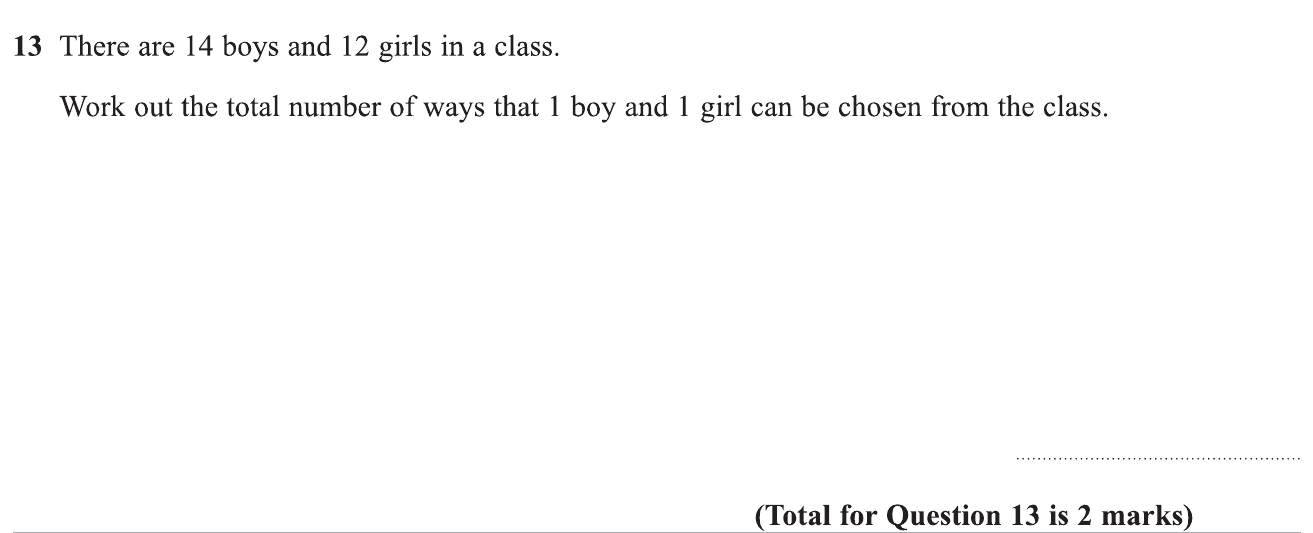 13 There are 14 boys and 12 girls in a class.
Work out the total number of ways that 1 boy and 1 girl can be chosen from the class.
(Total for Question 13 is 2 marks)